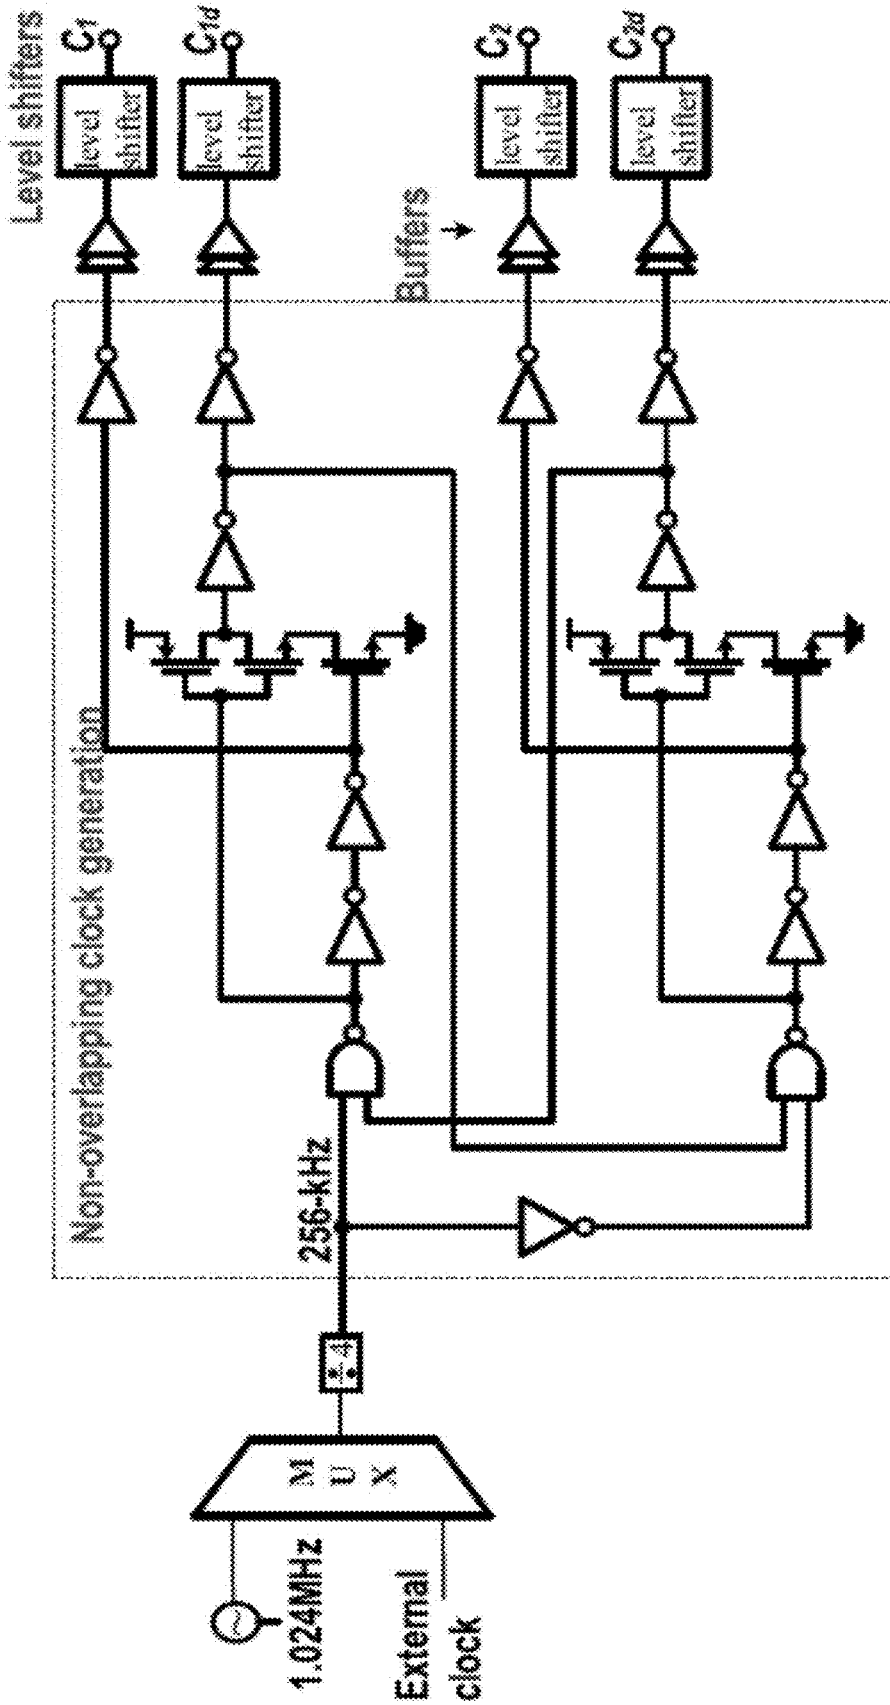 Level shifters
C1
level
shifter
C1d
level
shifter
C2
level
shifter
C2d
level
shifter
Buffers
Non-overlapping clock generation
256-kHz
÷4
M
U
X
~
1.024MHz
External
clock